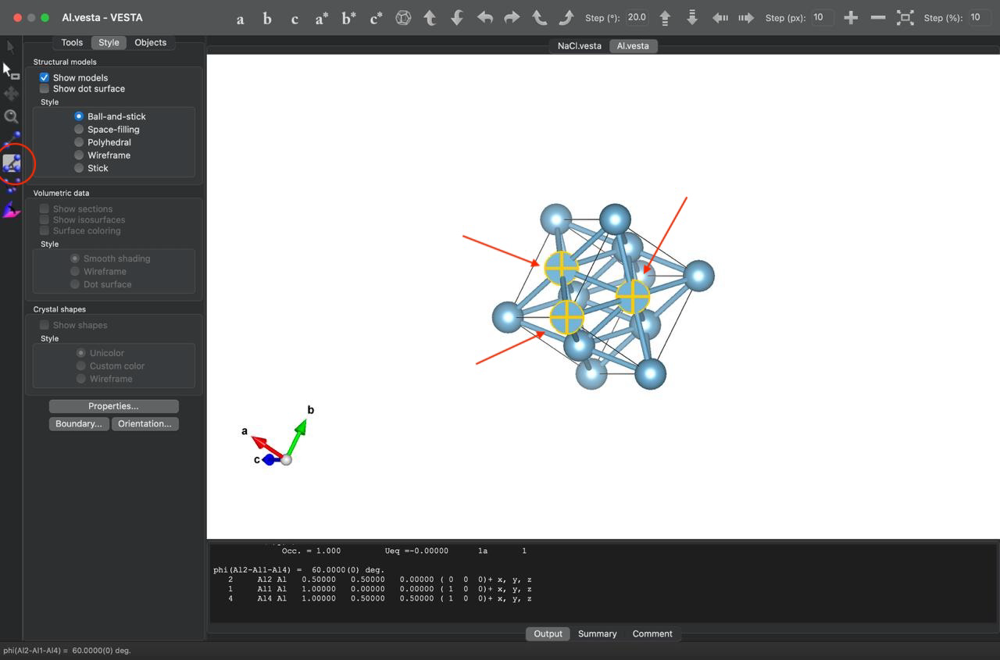 Al.vesta - VESTA
a b c a* b* c* Step (°): 20.0 Step (px): 10 Step (%): 10
Tools Style Objects
NaCl.vesta Al.vesta
Structural models
Show models
Show dot surface
Style
Ball-and-stick
Space-filling
Polyhedral
Wireframe
Stick
Volumetric data
Show sections
Show isosurfaces
Surface coloring
Style
Smooth shading
Wireframe
Dot surface
Crystal shapes
Show shapes
Style
Unicolor
Custom color
Wireframe
Properties...
Boundary... Orientation...
a
b
c
Occ. = 1.000 Ueq =-0.00000 1a 1
phi(Al2-Al1-Al4) = 60.0000(0) deg.
2 Al2 Al 0.50000 0.50000 0.00000 ( 0 0 0)+ x, y, z
1 Al1 Al 1.00000 0.00000 0.00000 ( 1 0 0)+ x, y, z
4 Al4 Al 1.00000 0.50000 0.50000 ( 1 0 0)+ x, y, z
Output Summary Comment
phi(Al2-Al1-Al4) = 60.0000(0) deg.